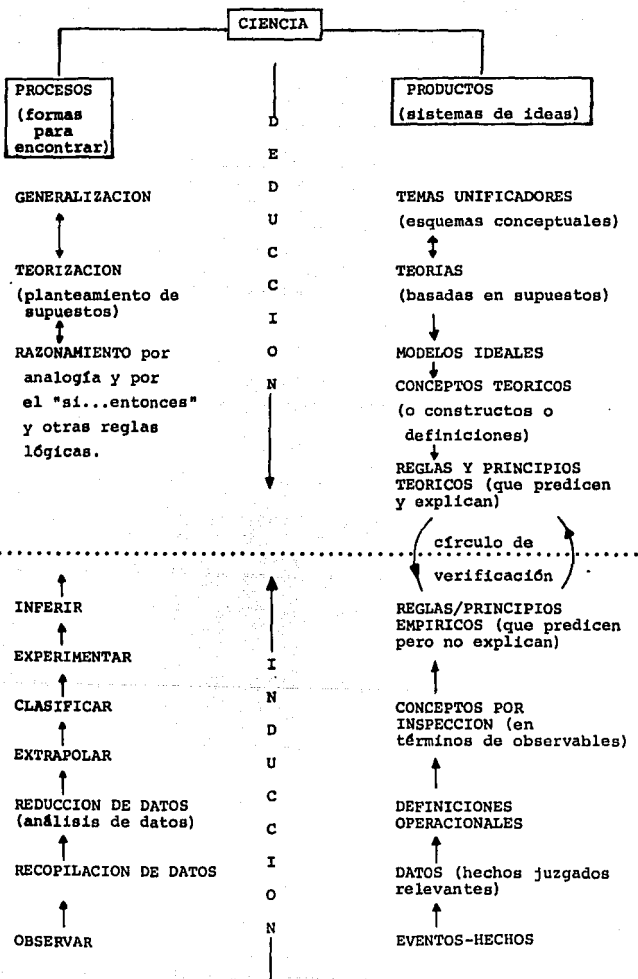 CIENCIA
PROCESOS
(formas
para
encontrar)
GENERALIZACION
TEORIZACION
(planteamiento de
supuestos)
RAZONAMIENTO por
analogía y por
el "si...entonces"
y otras reglas
lógicas.
D
E
D
U
C
C
I
O
N
PRODUCTOS
(sistemas de ideas)
TEMAS UNIFICADORES
(esquemas conceptuales)
TEORIAS
(basadas en supuestos)
MODELOS IDEALES
CONCEPTOS TEORICOS
(o constructos o
definiciones)
REGLAS Y PRINCIPIOS
TEORICOS (que predicen
y explican)
círculo de
verificación
INFERIR
EXPERIMENTAR
CLASIFICAR
EXTRAPOLAR
REDUCCION DE DATOS
(análisis de datos)
RECOPILACION DE DATOS
OBSERVAR
I
N
D
U
C
C
I
O
N
REGLAS/PRINCIPIOS
EMPIRICOS (que predicen
pero no explican)
CONCEPTOS POR
INSPECCION (en
términos de observables)
DEFINICIONES
OPERACIONALES
DATOS (hechos juzgados
relevantes)
EVENTOS-HECHOS